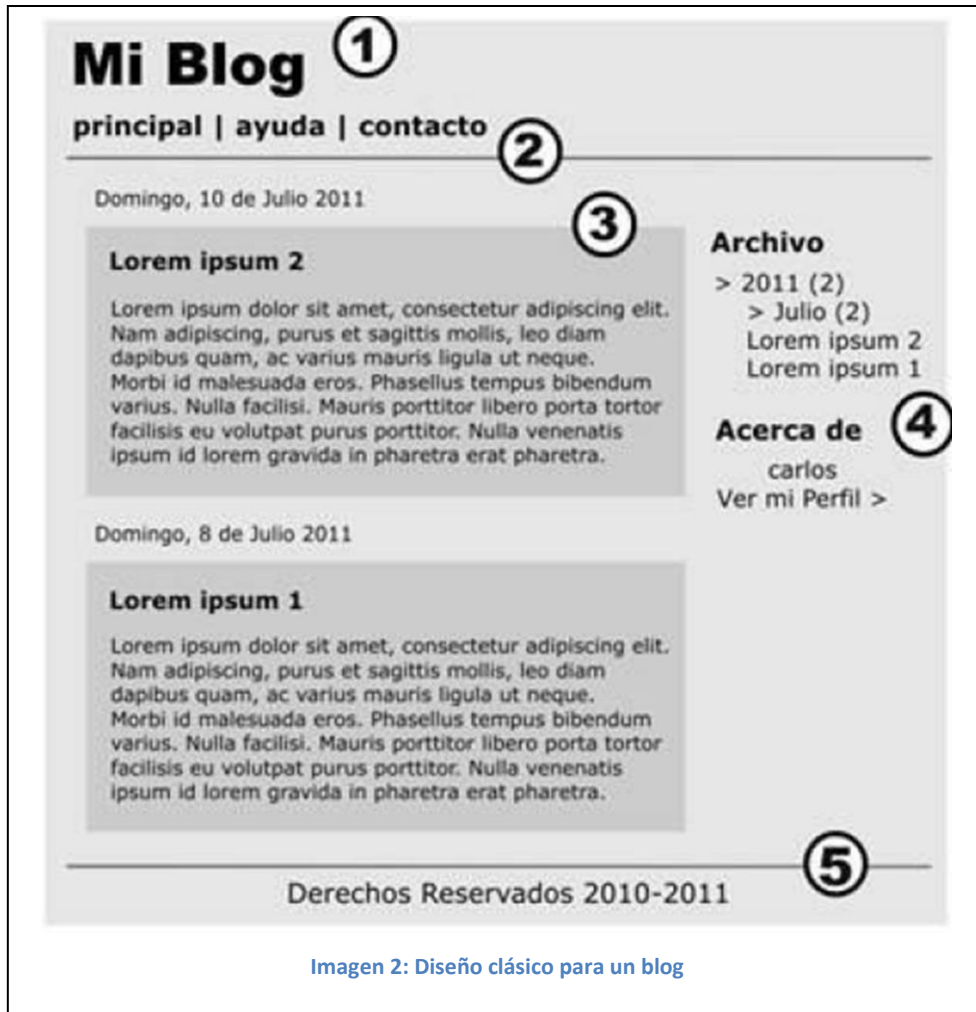 Mi Blog 1
principal | ayuda | contacto
2
Domingo, 10 de Julio 2011
3
Lorem ipsum 2
Lorem ipsum dolor sit amet, consectetur adipiscing elit.
Nam adipiscing, purus et sagittis mollis, leo diam
dapibus quam, ac varius mauris ligula ut neque.
Morbi id malesuada eros. Phasellus tempus bibendum
varius. Nulla facilisi. Mauris porttitor libero porta tortor
facilisis eu volutpat purus porttitor. Nulla venenatis
ipsum id lorem gravida in pharetra erat pharetra.
Domingo, 8 de Julio 2011
Lorem ipsum 1
Lorem ipsum dolor sit amet, consectetur adipiscing elit.
Nam adipiscing, purus et sagittis mollis, leo diam
dapibus quam, ac varius mauris ligula ut neque.
Morbi id malesuada eros. Phasellus tempus bibendum
varius. Nulla facilisi. Mauris porttitor libero porta tortor
facilisis eu volutpat purus porttitor. Nulla venenatis
ipsum id lorem gravida in pharetra erat pharetra.
Archivo
> 2011 (2)
> Julio (2)
Lorem ipsum 2
Lorem ipsum 1
Acerca de 4
carlos
Ver mi Perfil >
5
Derechos Reservados 2010-2011
Imagen 2: Diseño clásico para un blog